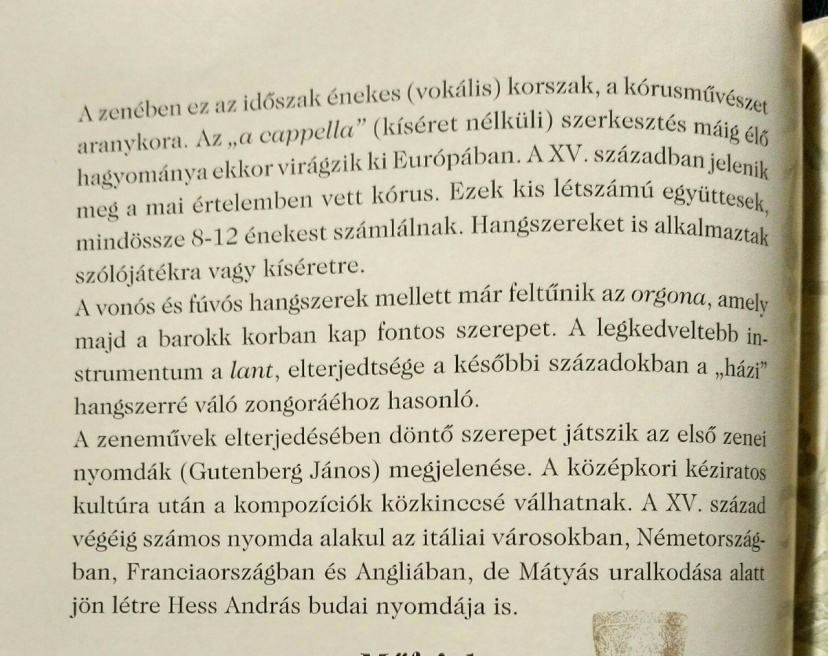 A zenében ez az időszak énekes (vokális) korszak, a kórusművészet
aranykora. Az „a cappella” (kíséret nélküli) szerkesztés máig élő
hagyománya ekkor virágzik ki Európában. A XV. században jelenik
meg a mai értelemben vett kórus. Ezek kis létszámú együttesek,
mindössze 8-12 énekest számlálnak. Hangszereket is alkalmaztak
szólójátékra vagy kíséretre.
A vonós és fúvós hangszerek mellett már feltűnik az orgona, amely
majd a barokk korban kap fontos szerepet. A legkedveltebb in-
strumentum a lant, elterjedtsége a későbbi századokban a „házi”
hangszerré váló zongoráéhoz hasonló.
A zeneművek elterjedésében döntő szerepet játszik az első zenei
nyomdák (Gutenberg János) megjelenése. A középkori kéziratos
kultúra után a kompozíciók közkinccsé válhatnak. A XV. század
végéig számos nyomda alakul az itáliai városokban, Németország-
ban, Franciaországban és Angliában, de Mátyás uralkodása alatt
jön létre Hess András budai nyomdája is.